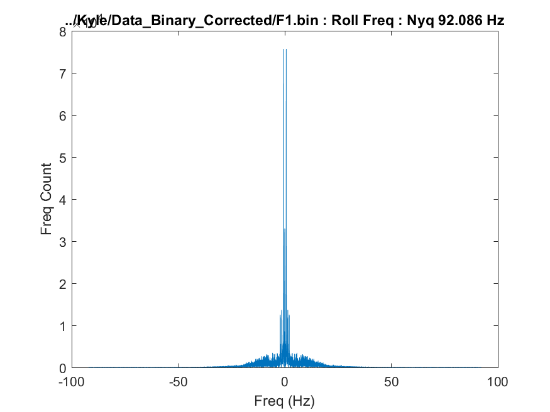 ../Kyle/Data_Binary_Corrected/F1.bin : Roll Freq : Nyq 92.086 Hz
8
7
6
5
4
3
2
1
0
-100 -50 0 50 100
Freq Count
Freq (Hz)